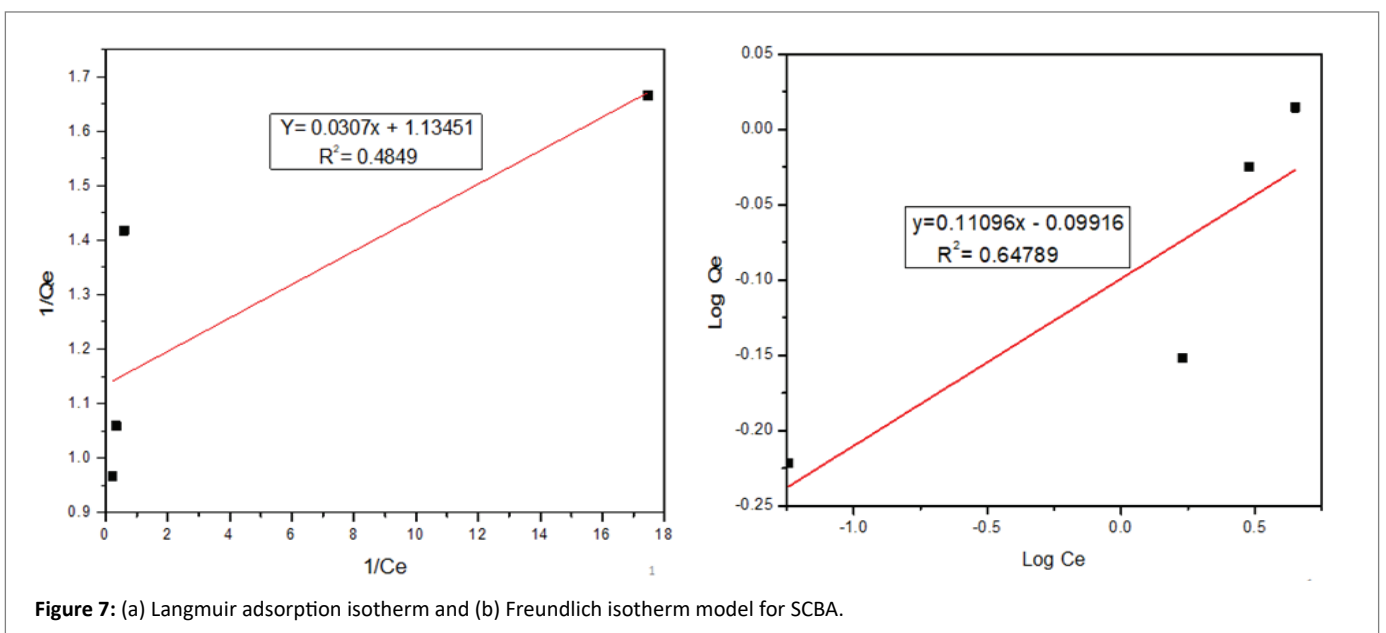 1.7
1.6
1.5
1.4
1.3
1.2
1.1
1.0
0.9
1/Qe
Y= 0.0307x + 1.13451
R²= 0.4849
0 2 4 6 8 10 12 14 16 18
1/Ce
1
0.05
0.00
-0.05
-0.10
-0.15
-0.20
-0.25
Log Qe
y=0.11096x - 0.09916
R²= 0.64789
-1.0 -0.5 0.0 0.5
Log Ce
Figure 7: (a) Langmuir adsorption isotherm and (b) Freundlich isotherm model for SCBA.